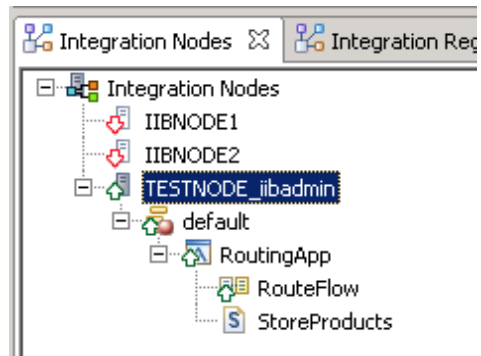 Integration Nodes Integration Reg
Integration Nodes
IIBNODE1
IIBNODE2
TESTNODE_iibadmin
default
RoutingApp
RouteFlow
S StoreProducts